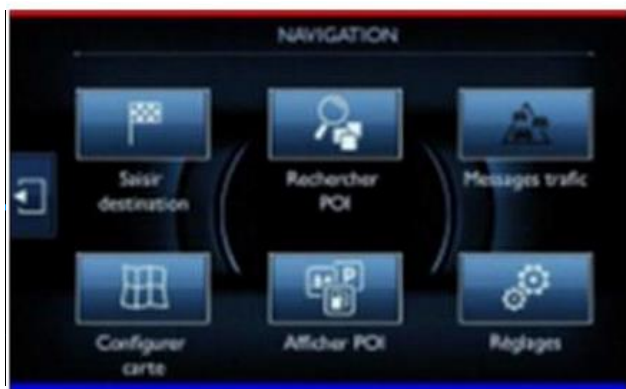 NAVIGATION
Saisir
destination
Rechercher
POI
Messages trafic
Configurer
carte
Afficher POI
Réglages